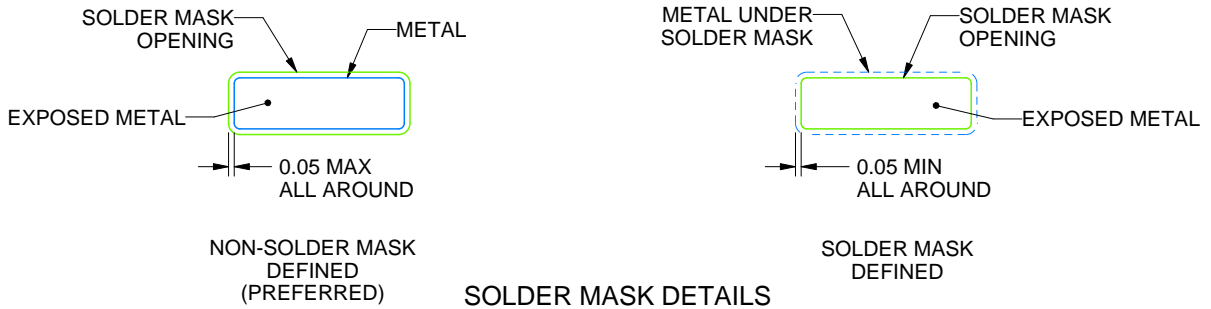 SOLDER MASK
OPENING
METAL
EXPOSED METAL
0.05 MAX
ALL AROUND
NON-SOLDER MASK
DEFINED
(PREFERRED)
METAL UNDER
SOLDER MASK
SOLDER MASK
OPENING
EXPOSED METAL
0.05 MIN
ALL AROUND
SOLDER MASK
DEFINED
SOLDER MASK DETAILS